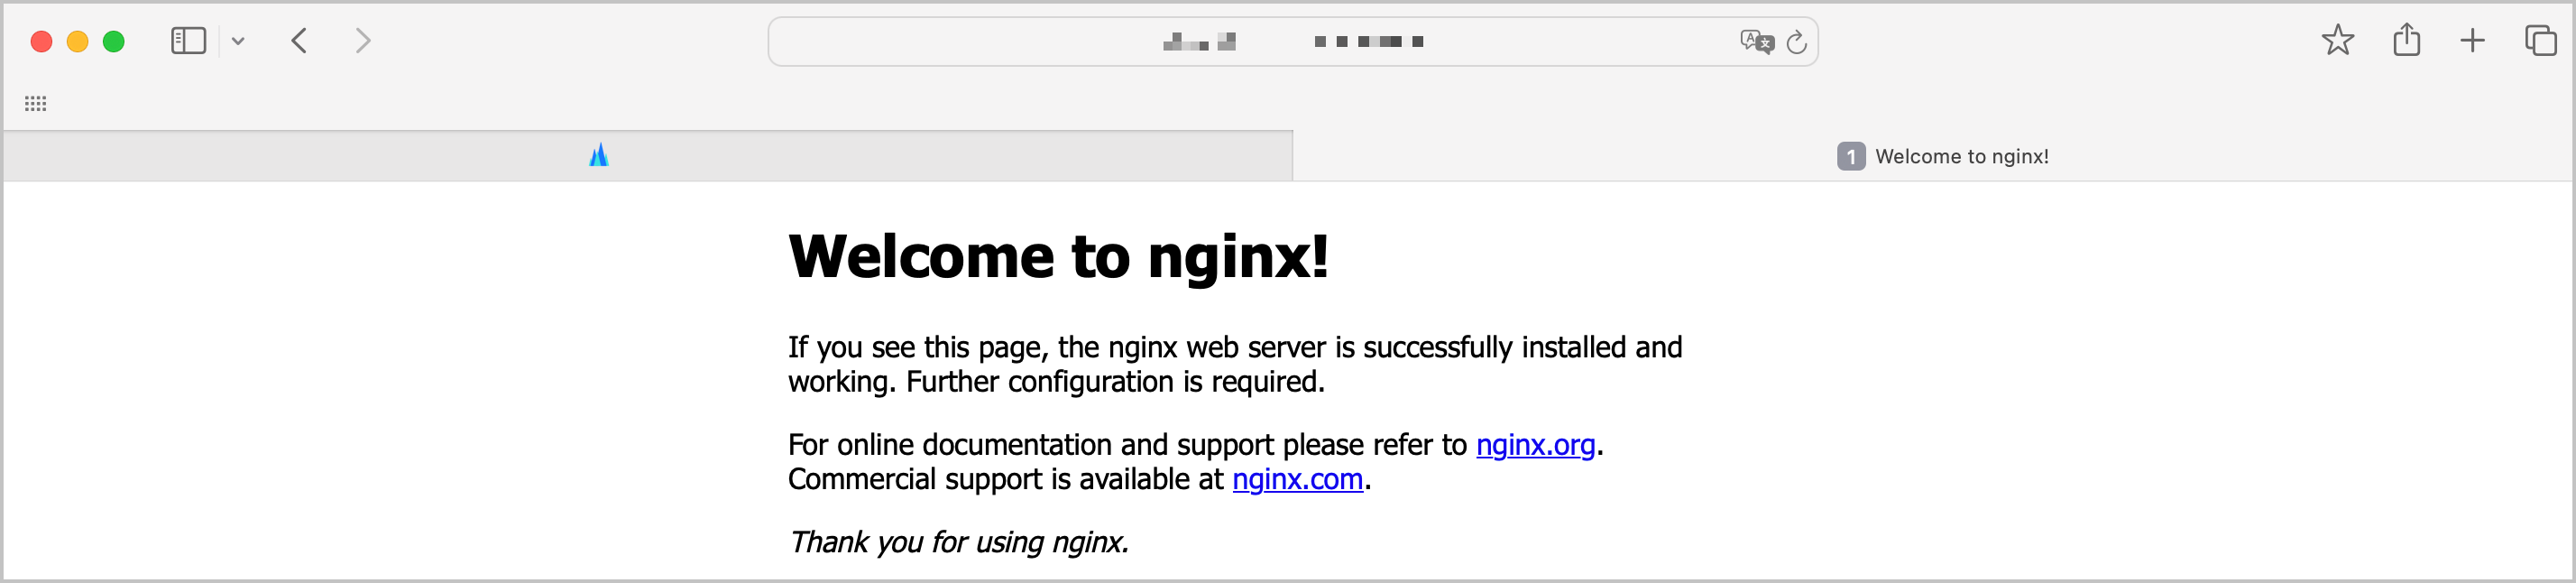 1 Welcome to nginx!
Welcome to nginx!
If you see this page, the nginx web server is successfully installed and
working. Further configuration is required.
For online documentation and support please refer to nginx.org.
Commercial support is available at nginx.com.
Thank you for using nginx.